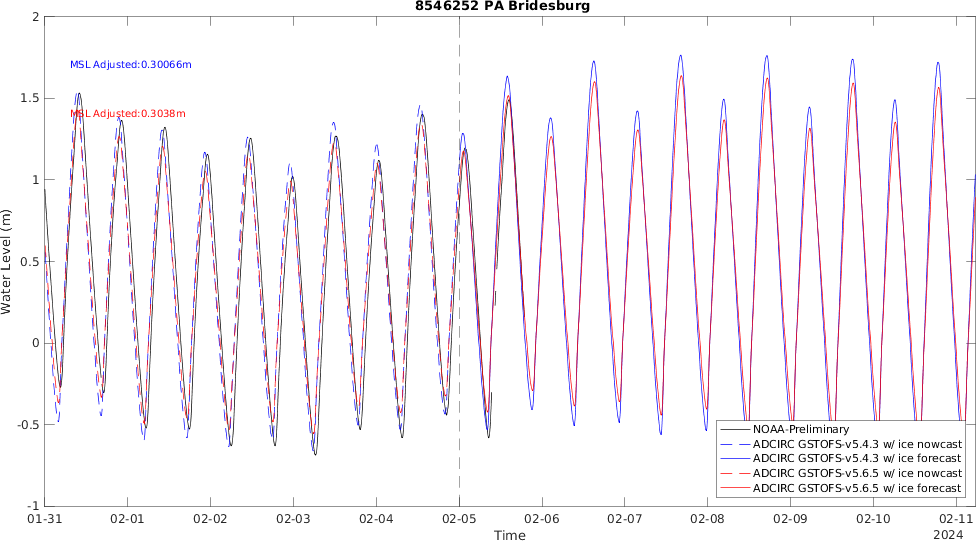 8546252 PA Bridesburg
2
1.5
1
0.5
0
-0.5
-1
Water Level (m)
MSL Adjusted:0.30066m
MSL Adjusted:0.3038m
NOAA-Preliminary
ADCIRC GSTOFS-v5.4.3 w/ ice nowcast
ADCIRC GSTOFS-v5.4.3 w/ ice forecast
ADCIRC GSTOFS-v5.6.5 w/ ice nowcast
ADCIRC GSTOFS-v5.6.5 w/ ice forecast
01-31 02-01 02-02 02-03 02-04 02-05 02-06 02-07 02-08 02-09 02-10 02-11
Time
2024